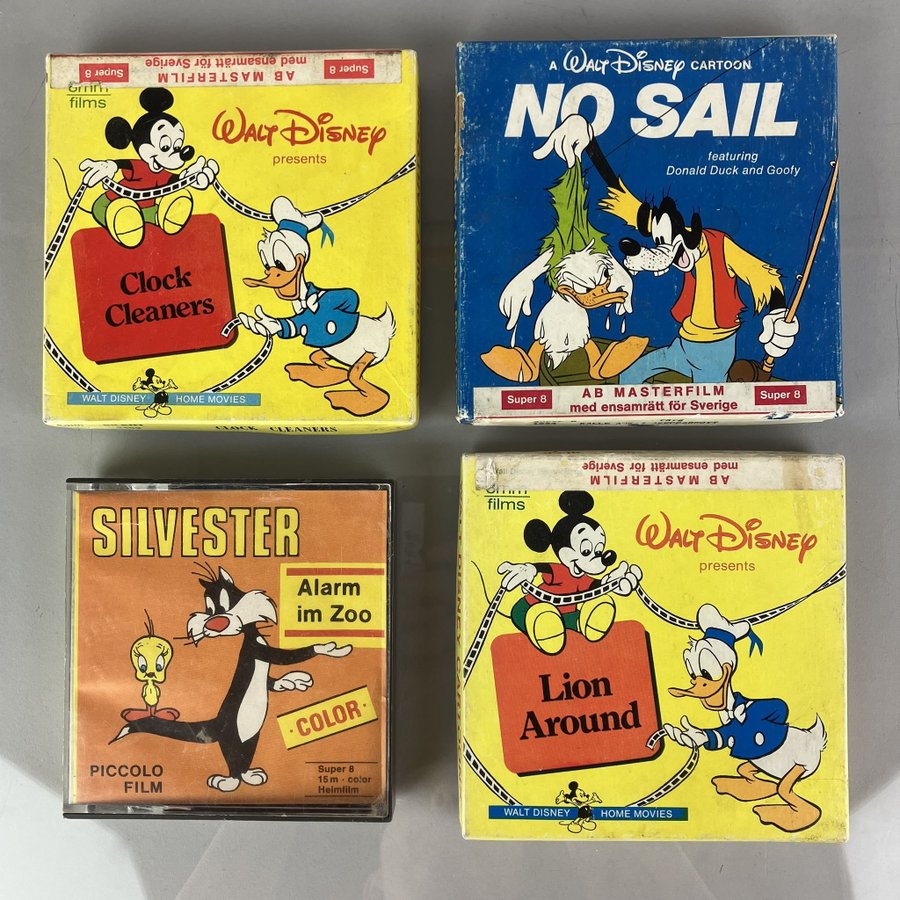 AB MASTERFILM
med ensamrätt för Sverige
Super 8
Super 8
8mm
films
WALT DISNEY
presents
Clock
Cleaners
WALT DISNEY HOME MOVIES
CLOCK CLEANERS
A WALT DISNEY CARTOON
NO SAIL
featuring
Donald Duck and Goofy
Super 8
AB MASTERFILM
med ensamrätt för Sverige
Super 8
SILVESTER
Alarm
im Zoo
COLOR
PICCOLO
FILM
Super 8
15 m · color
Heimfilm
AB MASTERFILM
med ensamrätt för Sverige
8mm
films
WALT DISNEY
presents
Lion
Around
WALT DISNEY HOME MOVIES